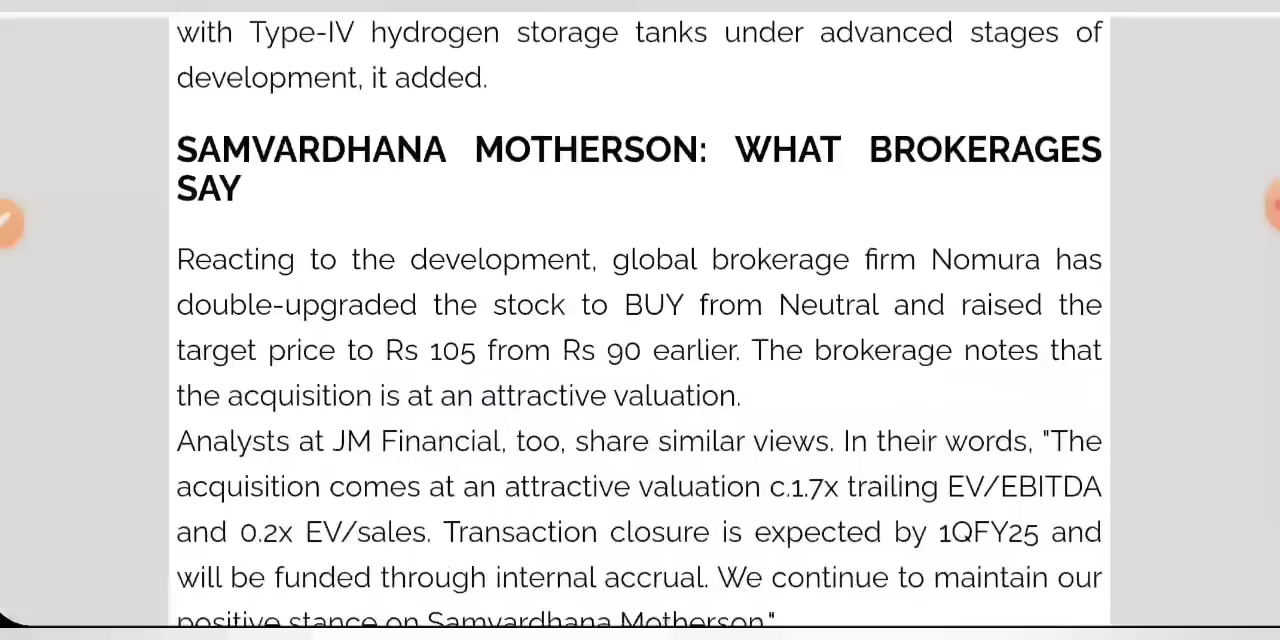 with Type-IV hydrogen storage tanks under advanced stages of
development, it added.
SAMVARDHANA MOTHERSON: WHAT BROKERAGES
SAY
Reacting to the development, global brokerage firm Nomura has
double-upgraded the stock to BUY from Neutral and raised the
target price to Rs 105 from Rs 90 earlier. The brokerage notes that
the acquisition is at an attractive valuation.
Analysts at JM Financial, too, share similar views. In their words, "The
acquisition comes at an attractive valuation c.1.7x trailing EV/EBITDA
and 0.2x EV/sales. Transaction closure is expected by 1QFY25 and
will be funded through internal accrual. We continue to maintain our
positive stance on Samvardhana Motherson."